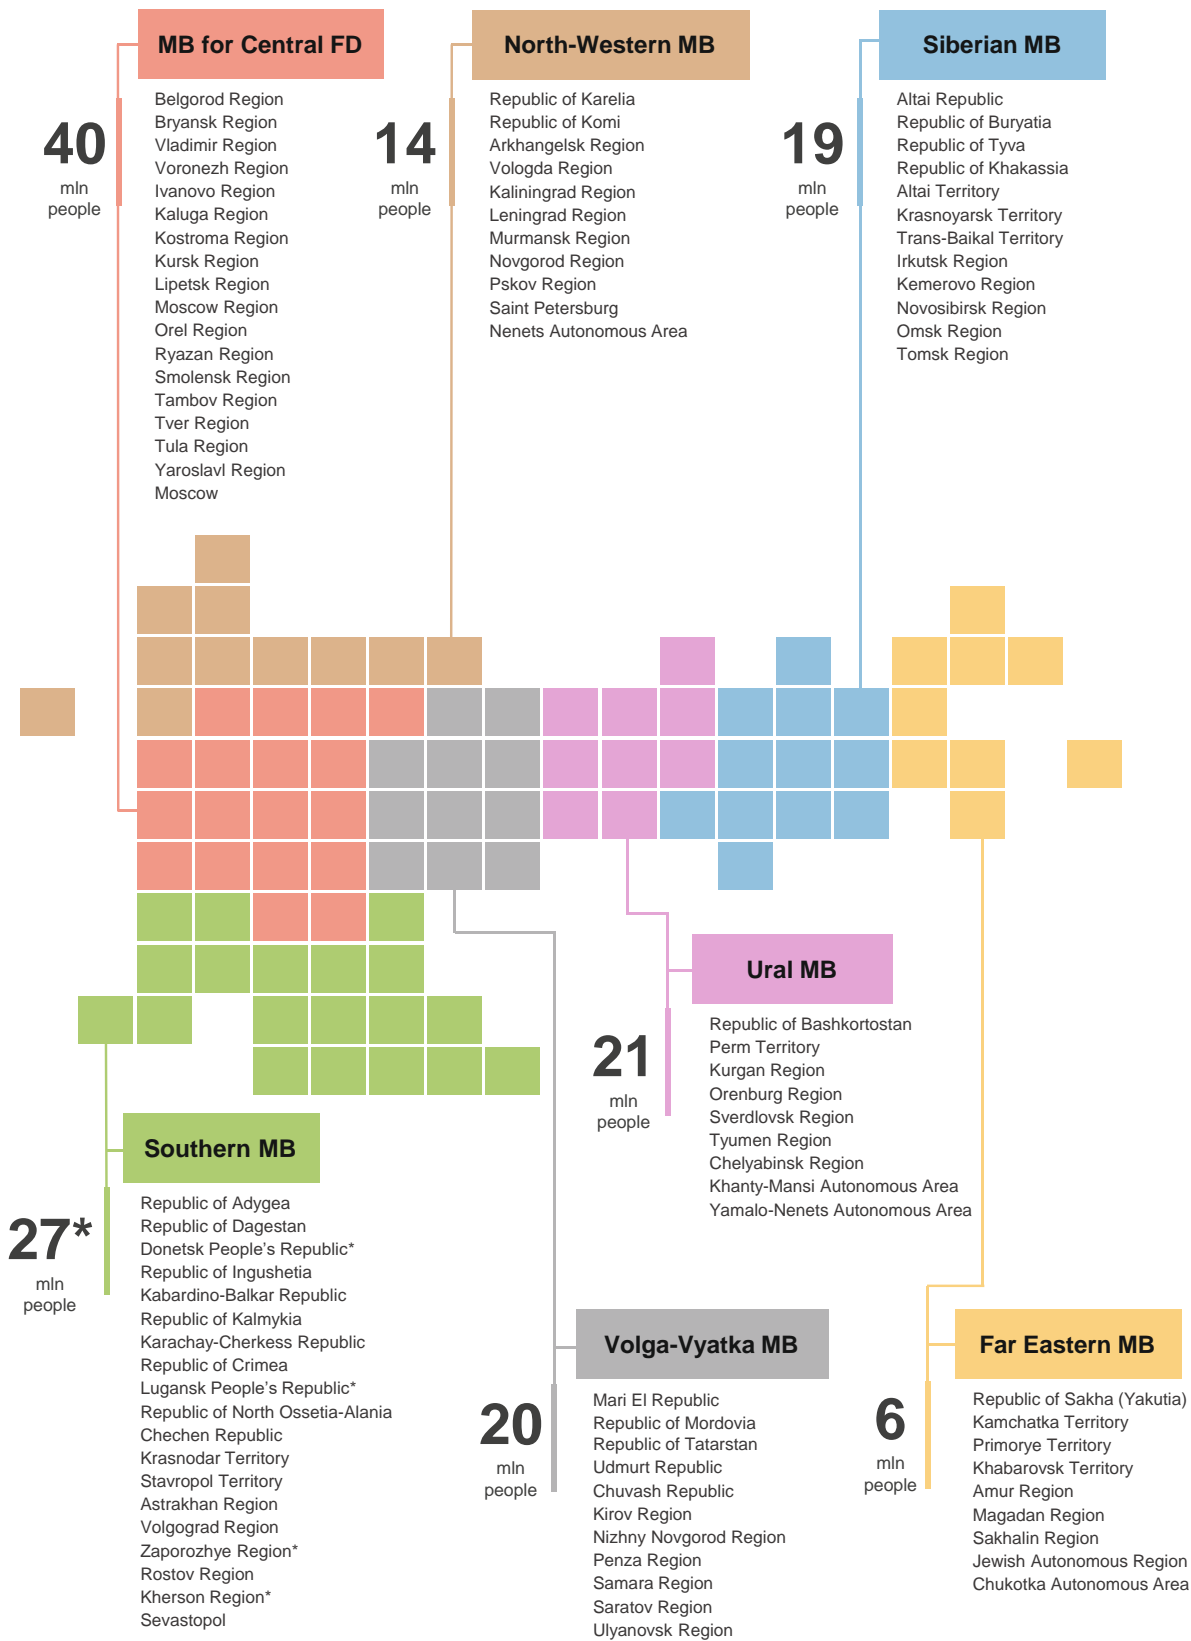 MB for Central FD
40
mln
people
Belgorod Region
Bryansk Region
Vladimir Region
Voronezh Region
Ivanovo Region
Kaluga Region
Kostroma Region
Kursk Region
Lipetsk Region
Moscow Region
Orel Region
Ryazan Region
Smolensk Region
Tambov Region
Tver Region
Tula Region
Yaroslavl Region
Moscow
North-Western MB
14
mln
people
Republic of Karelia
Republic of Komi
Arkhangelsk Region
Vologda Region
Kaliningrad Region
Leningrad Region
Murmansk Region
Novgorod Region
Pskov Region
Saint Petersburg
Nenets Autonomous Area
Siberian MB
19
mln
people
Altai Republic
Republic of Buryatia
Republic of Tyva
Republic of Khakassia
Altai Territory
Krasnoyarsk Territory
Trans-Baikal Territory
Irkutsk Region
Kemerovo Region
Novosibirsk Region
Omsk Region
Tomsk Region
Ural MB
21
mln
people
Republic of Bashkortostan
Perm Territory
Kurgan Region
Orenburg Region
Sverdlovsk Region
Tyumen Region
Chelyabinsk Region
Khanty-Mansi Autonomous Area
Yamalo-Nenets Autonomous Area
Southern MB
27*
mln
people
Republic of Adygea
Republic of Dagestan
Donetsk People’s Republic*
Republic of Ingushetia
Kabardino-Balkar Republic
Republic of Kalmykia
Karachay-Cherkess Republic
Republic of Crimea
Lugansk People’s Republic*
Republic of North Ossetia-Alania
Chechen Republic
Krasnodar Territory
Stavropol Territory
Astrakhan Region
Volgograd Region
Zaporozhye Region*
Rostov Region
Kherson Region*
Sevastopol
Volga-Vyatka MB
20
mln
people
Mari El Republic
Republic of Mordovia
Republic of Tatarstan
Udmurt Republic
Chuvash Republic
Kirov Region
Nizhny Novgorod Region
Penza Region
Samara Region
Saratov Region
Ulyanovsk Region
Far Eastern MB
6
mln
people
Republic of Sakha (Yakutia)
Kamchatka Territory
Primorye Territory
Khabarovsk Territory
Amur Region
Magadan Region
Sakhalin Region
Jewish Autonomous Region
Chukotka Autonomous Area